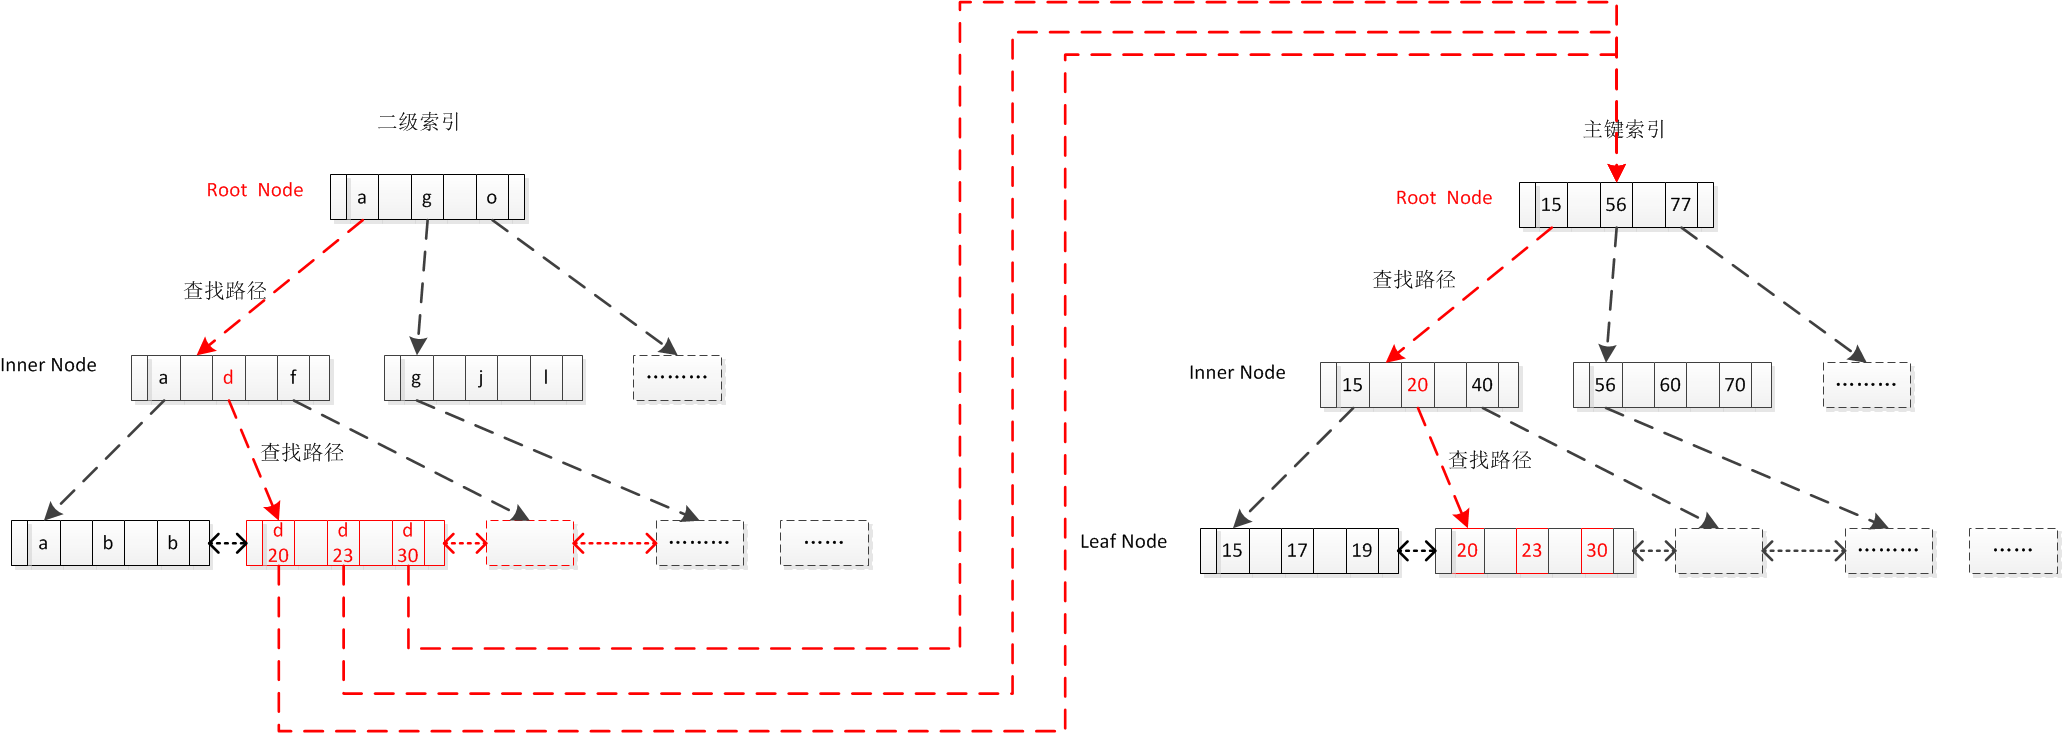 二级索引
Root Node
a g o
查找路径
Inner Node
a d f
g j l
………
查找路径
a b b
d d d
20 23 30
………
……
主键索引
Root Node
15 56 77
查找路径
Inner Node
15 20 40
56 60 70
………
查找路径
Leaf Node
15 17 19
20 23 30
………
……